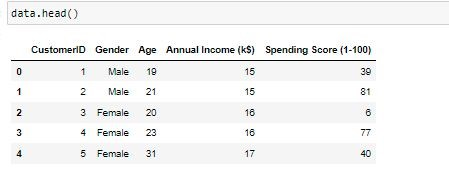 data.head()
CustomerID Gender Age Annual Income (k$) Spending Score (1-100)
0 1 Male 19 15 39
1 2 Male 21 15 81
2 3 Female 20 16 6
3 4 Female 23 16 77
4 5 Female 31 17 40